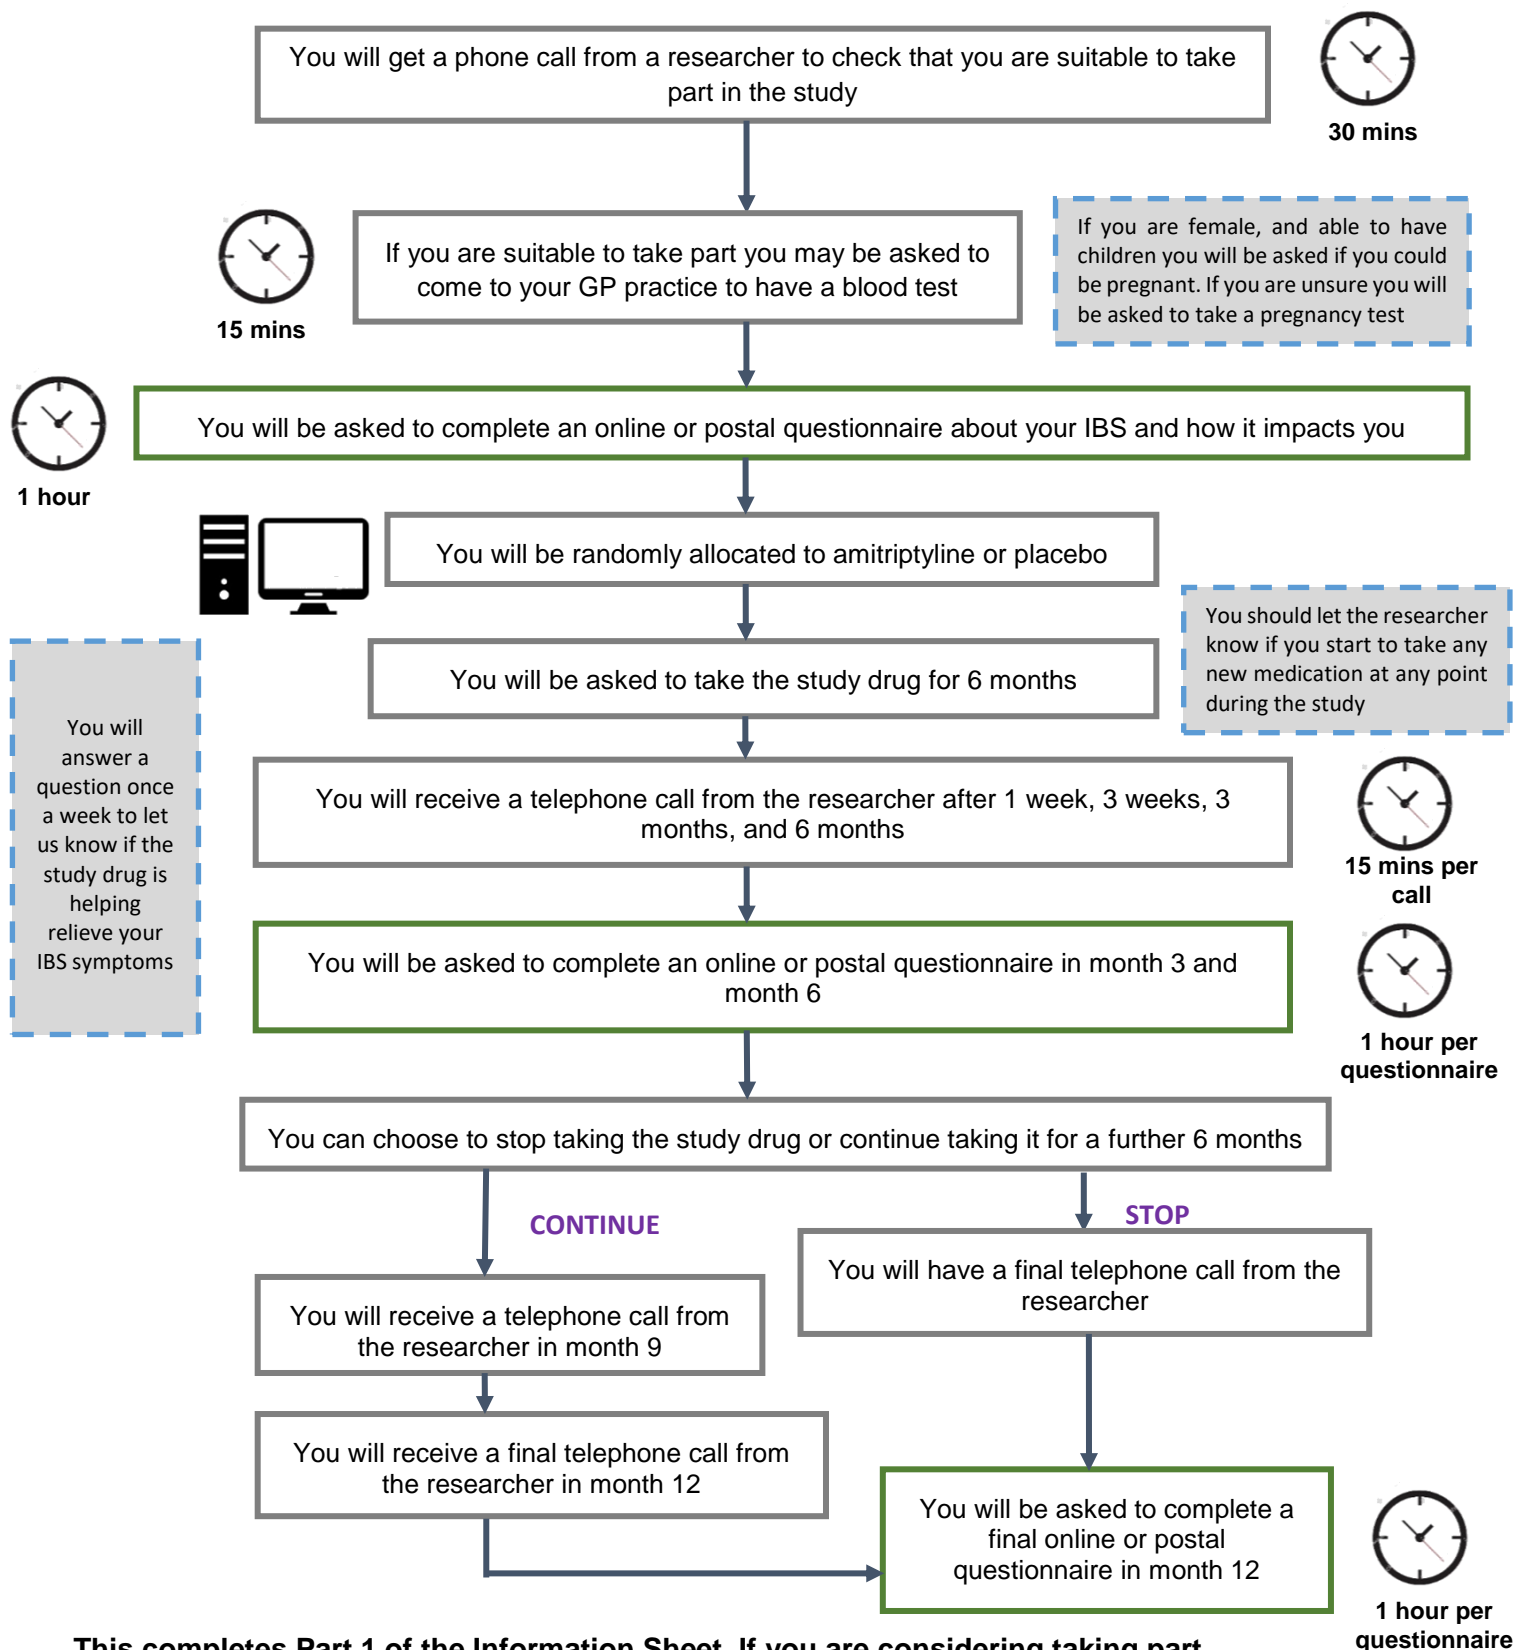 You will get a phone call from a researcher to check that you are suitable to take
part in the study
30 mins
If you are suitable to take part you may be asked to
come to your GP practice to have a blood test
15 mins
If you are female, and able to have
children you will be asked if you could
be pregnant. If you are unsure you will
be asked to take a pregnancy test
You will be asked to complete an online or postal questionnaire about your IBS and how it impacts you
1 hour
You will be randomly allocated to amitriptyline or placebo
You should let the researcher
know if you start to take any
new medication at any point
during the study
You will be asked to take the study drug for 6 months
You will
answer a
question once
a week to let
us know if the
study drug is
helping
relieve your
IBS symptoms
You will receive a telephone call from the researcher after 1 week, 3 weeks, 3
months, and 6 months
15 mins per
call
You will be asked to complete an online or postal questionnaire in month 3 and
month 6
1 hour per
questionnaire
You can choose to stop taking the study drug or continue taking it for a further 6 months
CONTINUE
STOP
You will have a final telephone call from the
researcher
You will receive a telephone call from
the researcher in month 9
You will receive a final telephone call from
the researcher in month 12
You will be asked to complete a
final online or postal
questionnaire in month 12
1 hour per
questionnaire
This completes Part 1 of the Information Sheet. If you are considering taking part